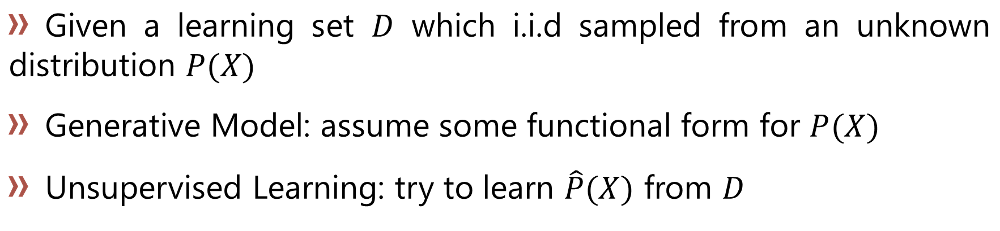 » Given a learning set D which i.i.d sampled from an unknown
distribution P(X)
» Generative Model: assume some functional form for P(X)
» Unsupervised Learning: try to learn P̂(X) from D